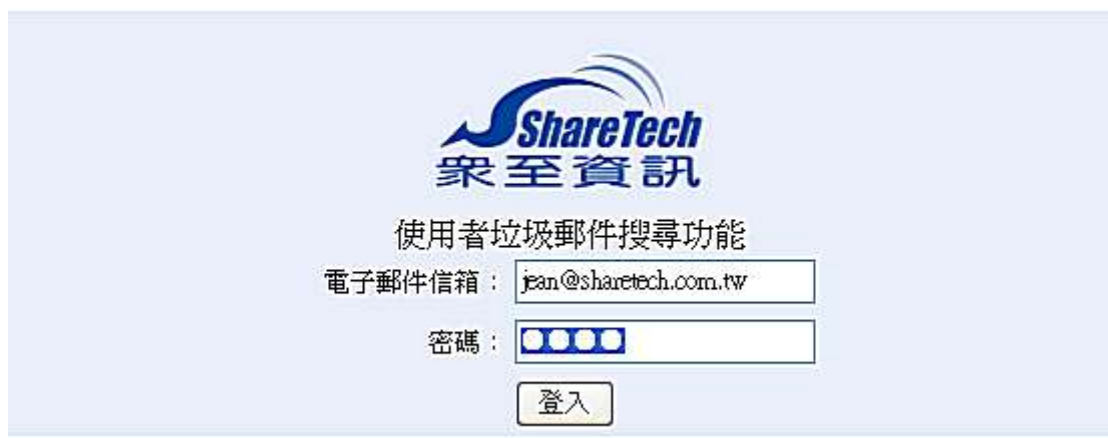 ShareTech
眾至資訊
使用者垃圾郵件搜尋功能
電子郵件信箱： jean@sharetech.com.tw
密碼：
登入